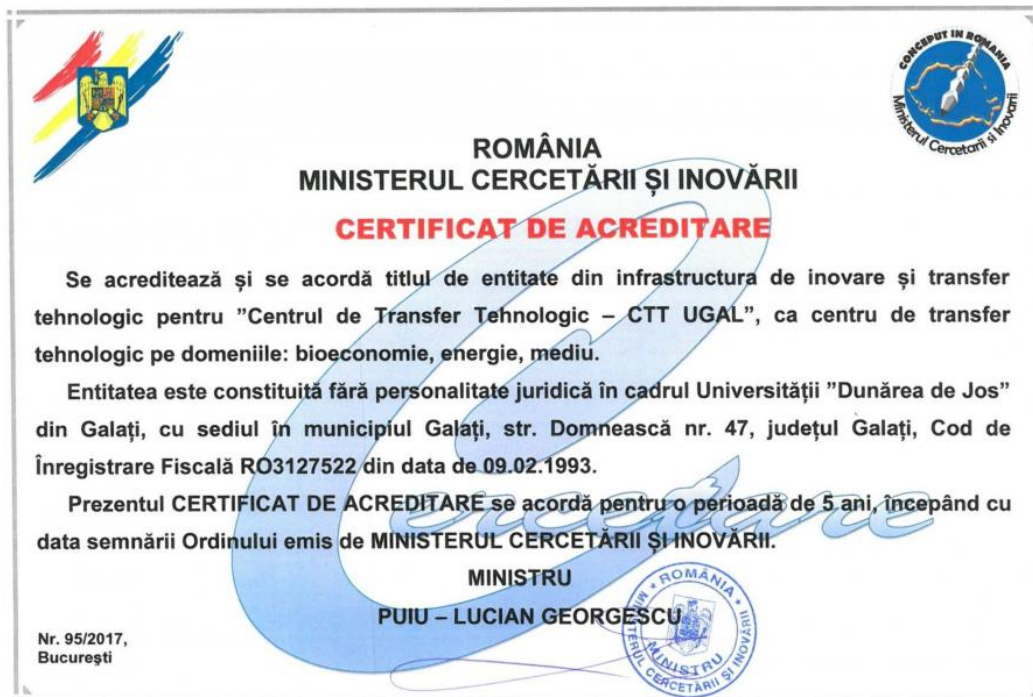 CONCEPUT IN ROMANIA
Ministerul Cercetarii si Inovarii
ROMÂNIA
MINISTERUL CERCETĂRII ȘI INOVĂRII
CERTIFICAT DE ACREDITARE
Se acreditează și se acordă titlul de entitate din infrastructura de inovare și transfer
tehnologic pentru ”Centrul de Transfer Tehnologic – CTT UGAL”, ca centru de transfer
tehnologic pe domeniile: bioeconomie, energie, mediu.
Entitatea este constituită fără personalitate juridică în cadrul Universității ”Dunărea de Jos”
din Galați, cu sediul în municipiul Galați, str. Domnească nr. 47, județul Galați, Cod de
Înregistrare Fiscală RO3127522 din data de 09.02.1993.
Prezentul CERTIFICAT DE ACREDITARE se acordă pentru o perioadă de 5 ani, începând cu
data semnării Ordinului emis de MINISTERUL CERCETĂRII ȘI INOVĂRII.
Cercetare
MINISTRU
PUIU – LUCIAN GEORGESCU
Nr. 95/2017,
București
ROMÂNIA
MINISTERUL CERCETĂRII ȘI INOVĂRII
MINISTRU